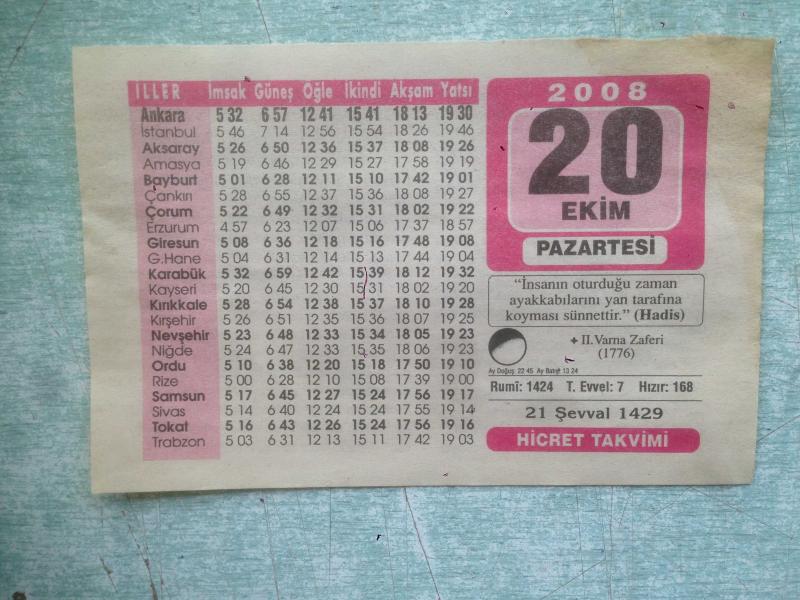 İLLER İmsak Güneş Öğle İkindi Akşam Yatsı
Ankara 5 32 6 57 12 41 15 41 18 13 19 30
İstanbul 5 46 7 14 12 56 15 54 18 26 19 46
Aksaray 5 26 6 50 12 36 15 37 18 08 19 26
Amasya 5 19 6 46 12 29 15 27 17 58 19 19
Bayburt 5 01 6 28 12 11 15 10 17 42 19 01
Çankırı 5 28 6 55 12 37 15 36 18 08 19 27
Çorum 5 22 6 49 12 32 15 31 18 02 19 22
Erzurum 4 57 6 23 12 07 15 06 17 37 18 57
Giresun 5 08 6 36 12 18 15 16 17 48 19 08
G.Hane 5 04 6 31 12 14 15 13 17 44 19 04
Karabük 5 32 6 59 12 42 15 39 18 12 19 32
Kayseri 5 20 6 45 12 30 15 31 18 02 19 20
Kırıkkale 5 28 6 54 12 38 15 37 18 10 19 28
Kırşehir 5 26 6 51 12 35 15 36 18 07 19 25
Nevşehir 5 23 6 48 12 33 15 34 18 05 19 23
Niğde 5 24 6 47 12 33 15 35 18 06 19 23
Ordu 5 10 6 38 12 20 15 18 17 50 19 10
Rize 5 00 6 28 12 10 15 08 17 39 19 00
Samsun 5 17 6 45 12 27 15 24 17 56 19 17
Sivas 5 14 6 40 12 24 15 24 17 55 19 14
Tokat 5 16 6 43 12 26 15 24 17 56 19 16
Trabzon 5 03 6 31 12 13 15 11 17 42 19 03
2008
20
EKİM
PAZARTESİ
“İnsanın oturduğu zaman
ayakkabılarını yan tarafına
koyması sünnettir.” (Hadis)
✦ II. Varna Zaferi
(1776)
Ay Doğuş: 22 45 Ay Batış: 13 24
Rumî: 1424 T. Evvel: 7 Hızır: 168
21 Şevval 1429
HİCRET TAKVİMİ